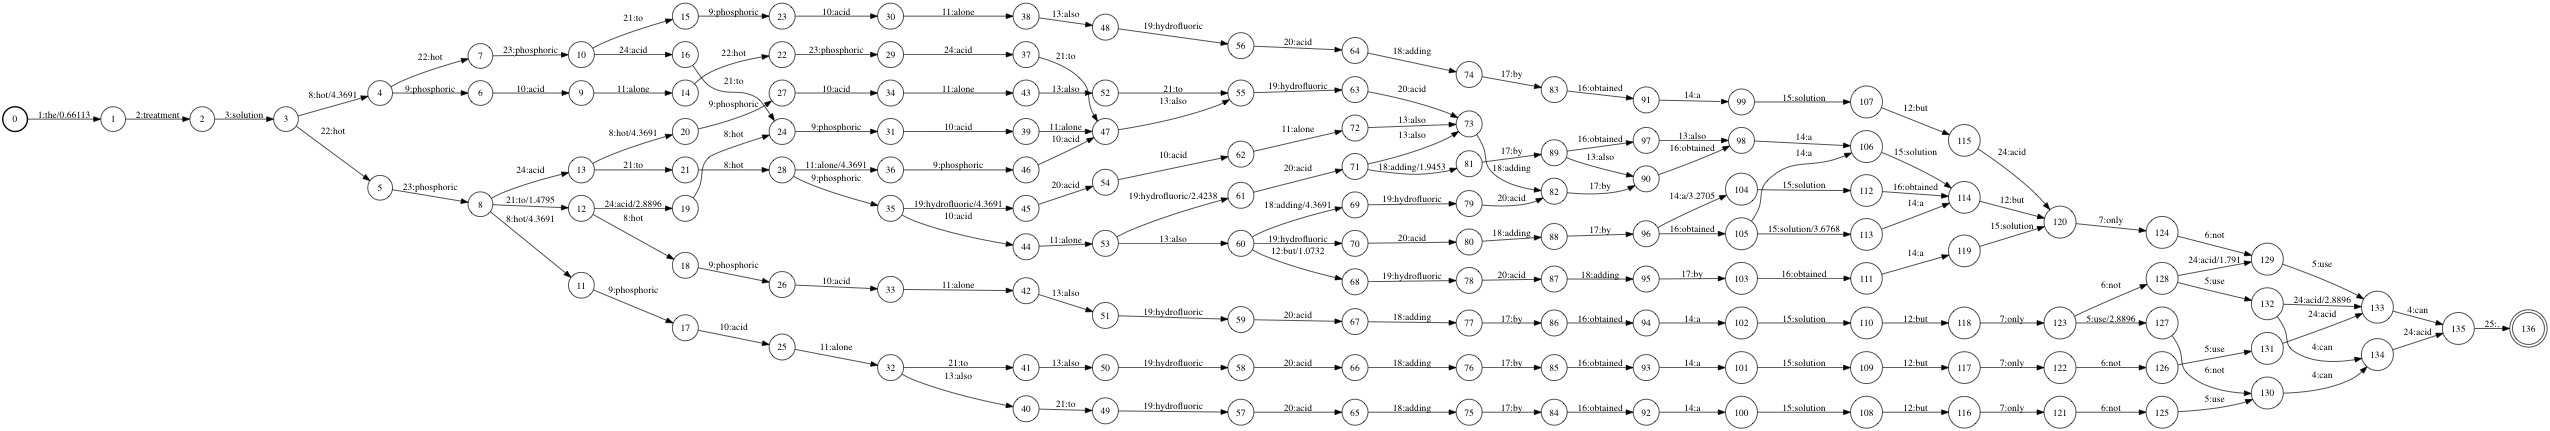 21:to 15 9:phosphoric 23 10:acid 30 11:alone 38 13:also 48 19:hydrofluoric 56 20:acid 64 18:adding 74 17:by 83 16:obtained 91 14:a 99 15:solution 107 12:but 115 24:acid
22:hot 7 23:phosphoric 10 24:acid 16 21:to
22:hot 22 23:phosphoric 29 24:acid 37 21:to
0 1:the/0.66113 1 2:treatment 2 3:solution 3 8:hot/4.3691 4 9:phosphoric 6 10:acid 9 11:alone 14
9:phosphoric 27 10:acid 34 11:alone 43 13:also 52 21:to 55 19:hydrofluoric 63 20:acid 73
13:also
8:hot/4.3691 20 8:hot 24 9:phosphoric 31 10:acid 39 11:alone 47
10:acid
22:hot 5 23:phosphoric 8 24:acid 13 21:to 21 8:hot 28 11:alone/4.3691 36 9:phosphoric 46
9:phosphoric 35 19:hydrofluoric/4.3691 45 20:acid 54 10:acid 62 11:alone 72 13:also
13:also
21:to/1.4795 12 24:acid/2.8896 19
8:hot
8:hot/4.3691
10:acid 44 11:alone 53 19:hydrofluoric/2.4238 61 20:acid 71 18:adding/1.9453 81 17:by 89 16:obtained 97 13:also 98 14:a 106 15:solution 114 12:but 120 7:only 124 6:not 129 5:use
13:also 90 16:obtained
18:adding 82 17:by
13:also 60 18:adding/4.3691 69 19:hydrofluoric 79 20:acid
19:hydrofluoric 70 20:acid 80 18:adding 88 17:by 96 14:a/3.2705 104 15:solution 112 16:obtained
16:obtained 105 14:a
15:solution/3.6768 113 14:a
12:but/1.0732 68 19:hydrofluoric 78 20:acid 87 18:adding 95 17:by 103 16:obtained 111 14:a 119 15:solution
18 9:phosphoric 26 10:acid 33 11:alone 42 13:also 51 19:hydrofluoric 59 20:acid 67 18:adding 77 17:by 86 16:obtained 94 14:a 102 15:solution 110 12:but 118 7:only 123 6:not 128 24:acid/1.791
5:use 132 24:acid/2.8896 133 4:can 135 25:. 136
5:use/2.8896 127 6:not
4:can 134 24:acid
11 9:phosphoric 17 10:acid 25 11:alone 32 21:to 41 13:also 50 19:hydrofluoric 58 20:acid 66 18:adding 76 17:by 85 16:obtained 93 14:a 101 15:solution 109 12:but 117 7:only 122 6:not 126 5:use 131 24:acid
13:also 40 21:to 49 19:hydrofluoric 57 20:acid 65 18:adding 75 17:by 84 16:obtained 92 14:a 100 15:solution 108 12:but 116 7:only 121 6:not 125 5:use 130 4:can